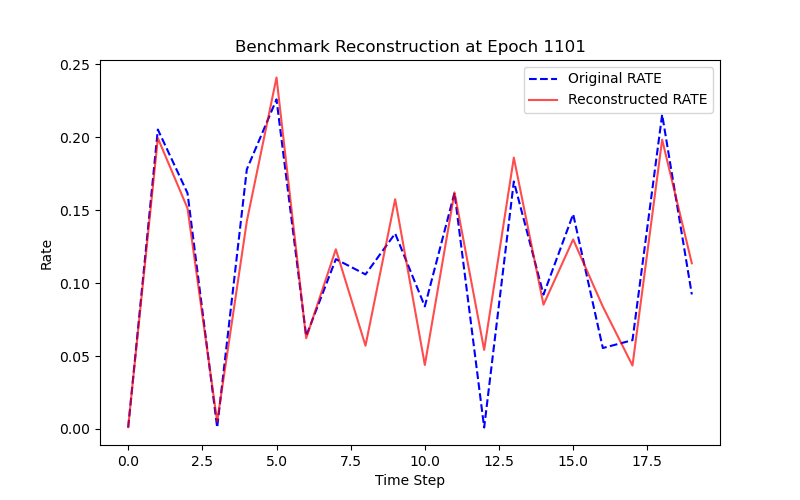 Benchmark Reconstruction at Epoch 1101
Original RATE
Reconstructed RATE
Rate
0.25
0.20
0.15
0.10
0.05
0.00
0.0 2.5 5.0 7.5 10.0 12.5 15.0 17.5
Time Step